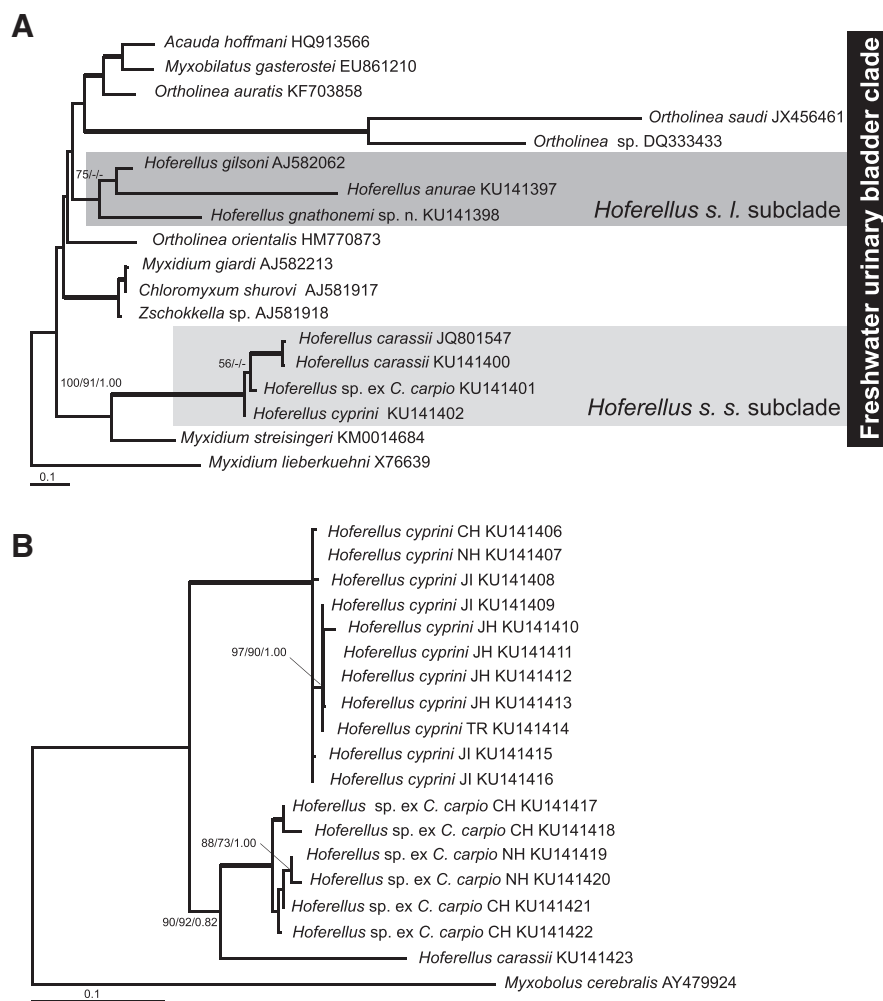 A
Acauda hoffmani HQ913566
Myxobilatus gasterostei EU861210
Ortholinea auratis KF703858
Ortholinea saudi JX456461
Ortholinea sp. DQ333433
Hoferellus gilsoni AJ582062
75/-/-
Hoferellus anurae KU141397
Hoferellus gnathonemi sp. n. KU141398
Hoferellus s. l. subclade
Ortholinea orientalis HM770873
Myxidium giardi AJ582213
Chloromyxum shurovi AJ581917
Zschokkella sp. AJ581918
Hoferellus carassii JQ801547
56/-/-
Hoferellus carassii KU141400
100/91/1.00
Hoferellus sp. ex C. carpio KU141401
Hoferellus cyprini KU141402
Hoferellus s. s. subclade
Myxidium streisingeri KM0014684
Myxidium lieberkuehni X76639
0.1
Freshwater urinary bladder clade
B
Hoferellus cyprini CH KU141406
Hoferellus cyprini NH KU141407
Hoferellus cyprini JI KU141408
Hoferellus cyprini JI KU141409
Hoferellus cyprini JH KU141410
97/90/1.00
Hoferellus cyprini JH KU141411
Hoferellus cyprini JH KU141412
Hoferellus cyprini JH KU141413
Hoferellus cyprini TR KU141414
Hoferellus cyprini JI KU141415
Hoferellus cyprini JI KU141416
Hoferellus sp. ex C. carpio CH KU141417
Hoferellus sp. ex C. carpio CH KU141418
88/73/1.00
Hoferellus sp. ex C. carpio NH KU141419
Hoferellus sp. ex C. carpio NH KU141420
Hoferellus sp. ex C. carpio CH KU141421
90/92/0.82
Hoferellus sp. ex C. carpio CH KU141422
Hoferellus carassii KU141423
Myxobolus cerebralis AY479924
0.1